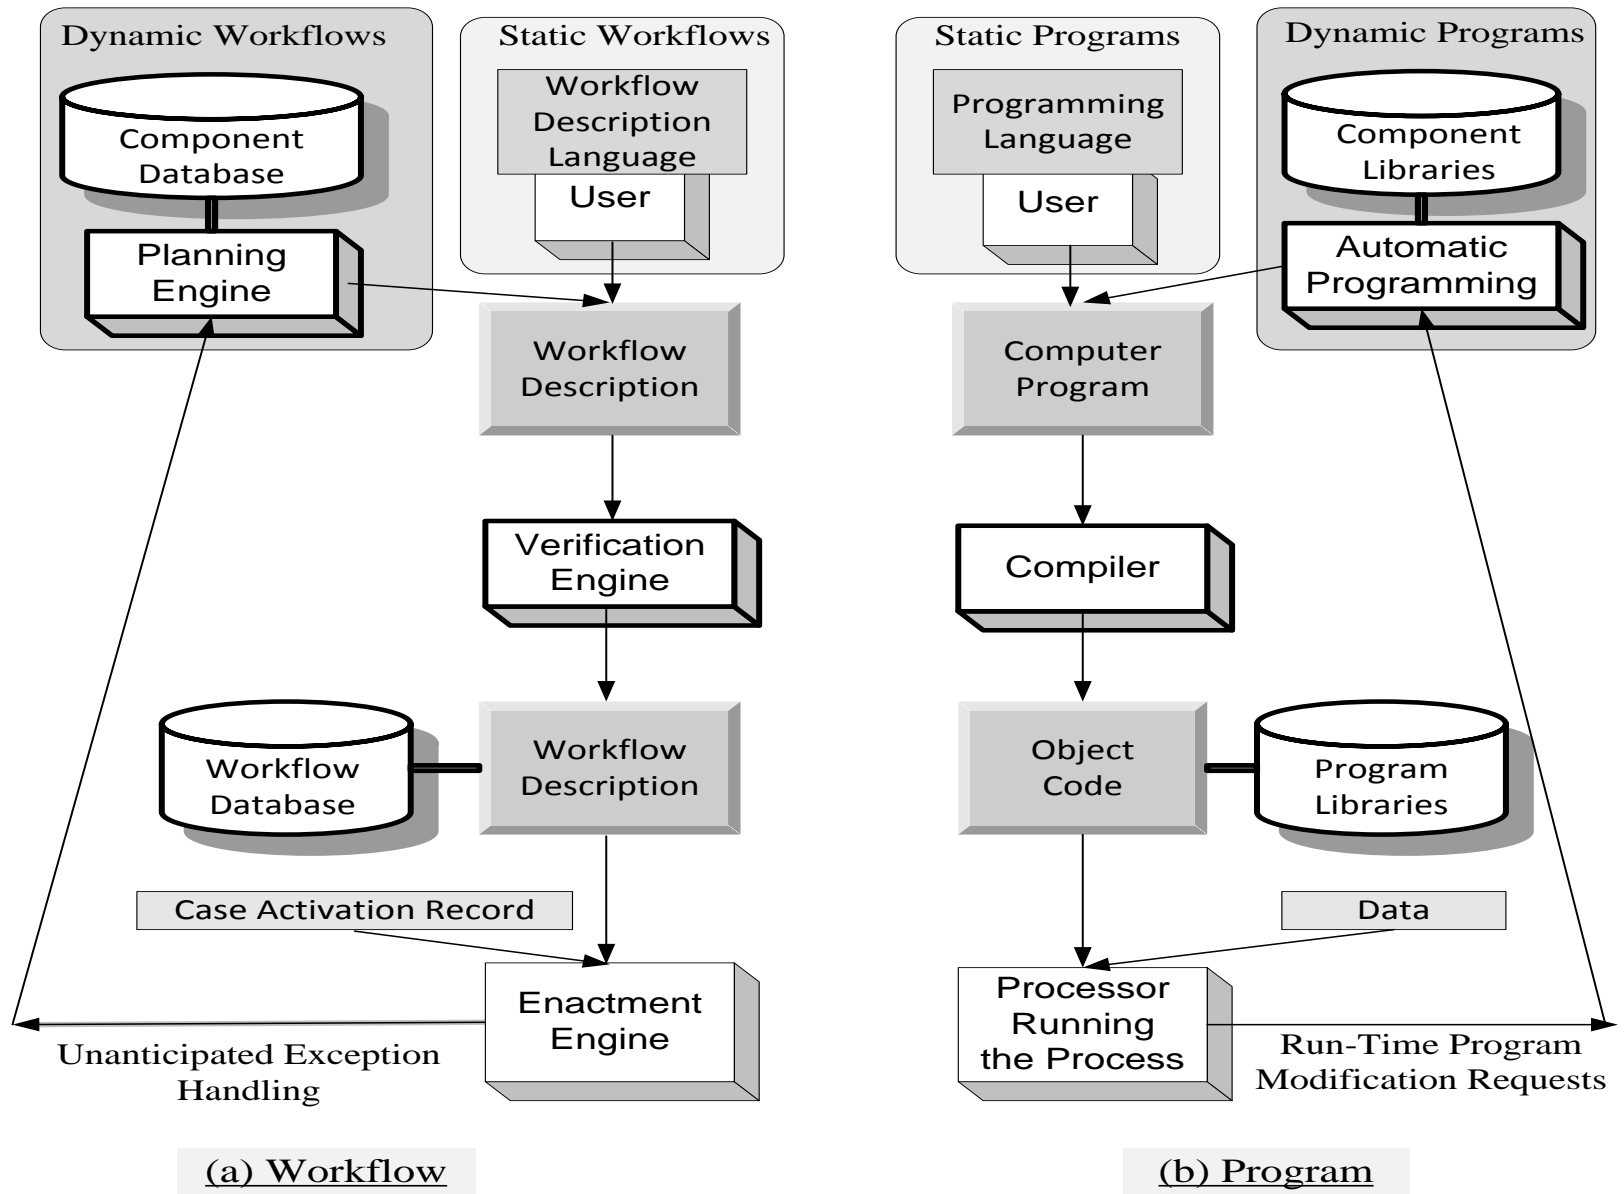 Dynamic Workflows
Component
Database
Planning
Engine
Static Workflows
Workflow
Description
Language
User
Workflow
Description
Verification
Engine
Workflow
Database
Workflow
Description
Case Activation Record
Enactment
Engine
Unanticipated Exception
Handling
(a) Workflow
Static Programs
Programming
Language
User
Dynamic Programs
Component
Libraries
Automatic
Programming
Computer
Program
Compiler
Object
Code
Program
Libraries
Data
Processor
Running
the Process
Run-Time Program
Modification Requests
(b) Program